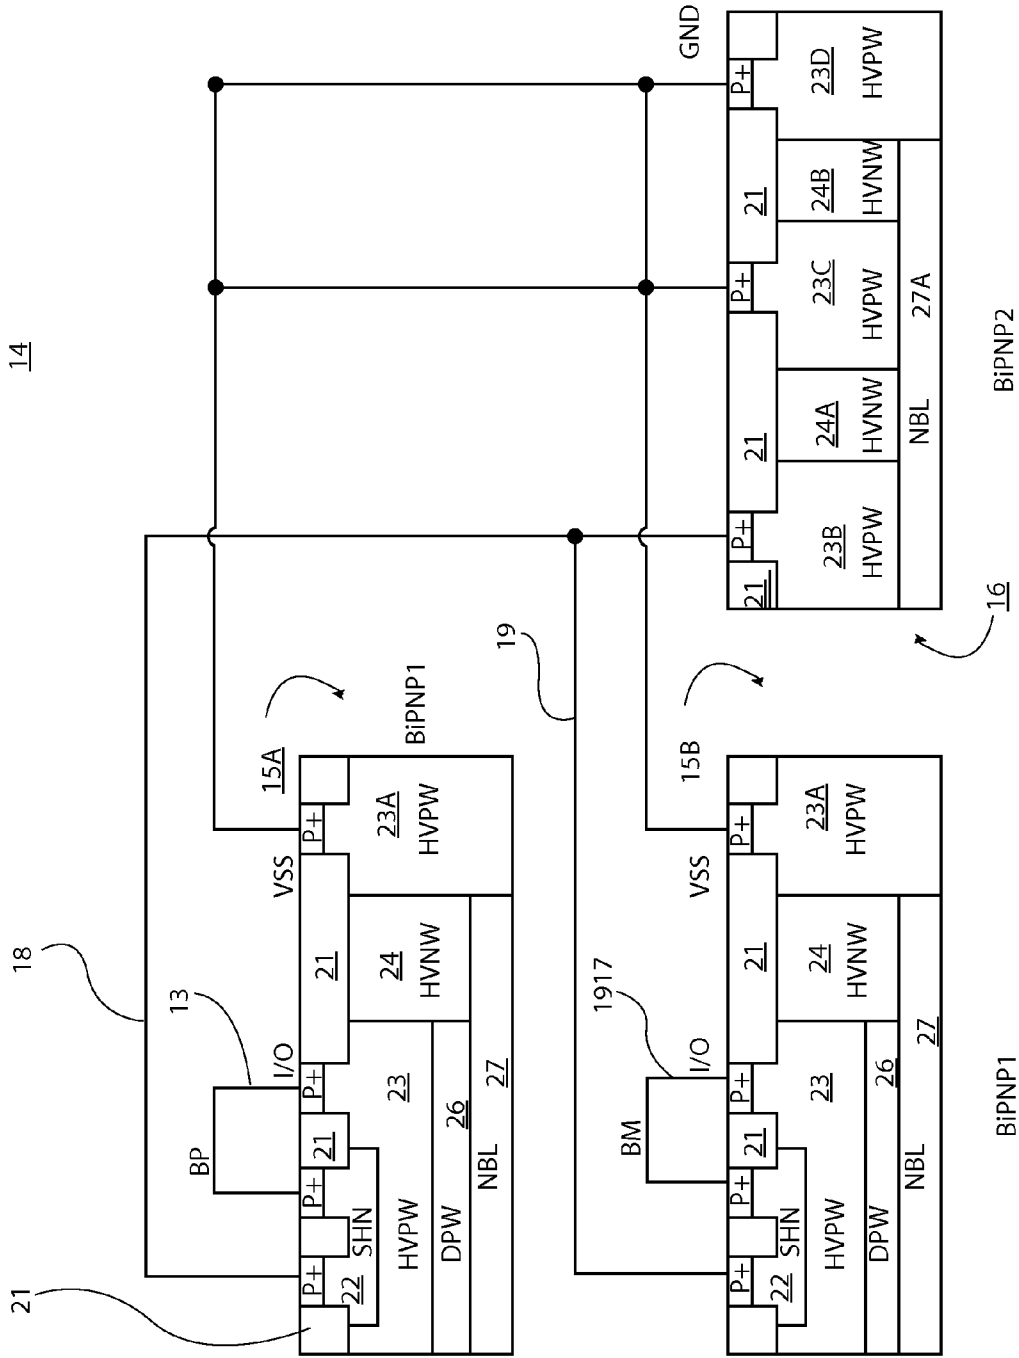 14
18
13
BP
I/O
VSS
15A
21
P+
P+
P+
P+
21
21
22
SHN
HVPW
23
24
HVNW
23A
HVPW
DPW
26
NBL
27
BiPNP1
19
1917
BM
I/O
VSS
15B
P+
P+
P+
P+
21
21
22
SHN
HVPW
23
24
HVNW
23A
HVPW
DPW
26
NBL
27
BiPNP1
GND
21
P+
21
P+
21
P+
23B
HVPW
24A
HVNW
23C
HVPW
24B
HVNW
23D
HVPW
NBL
27A
16
BiPNP2